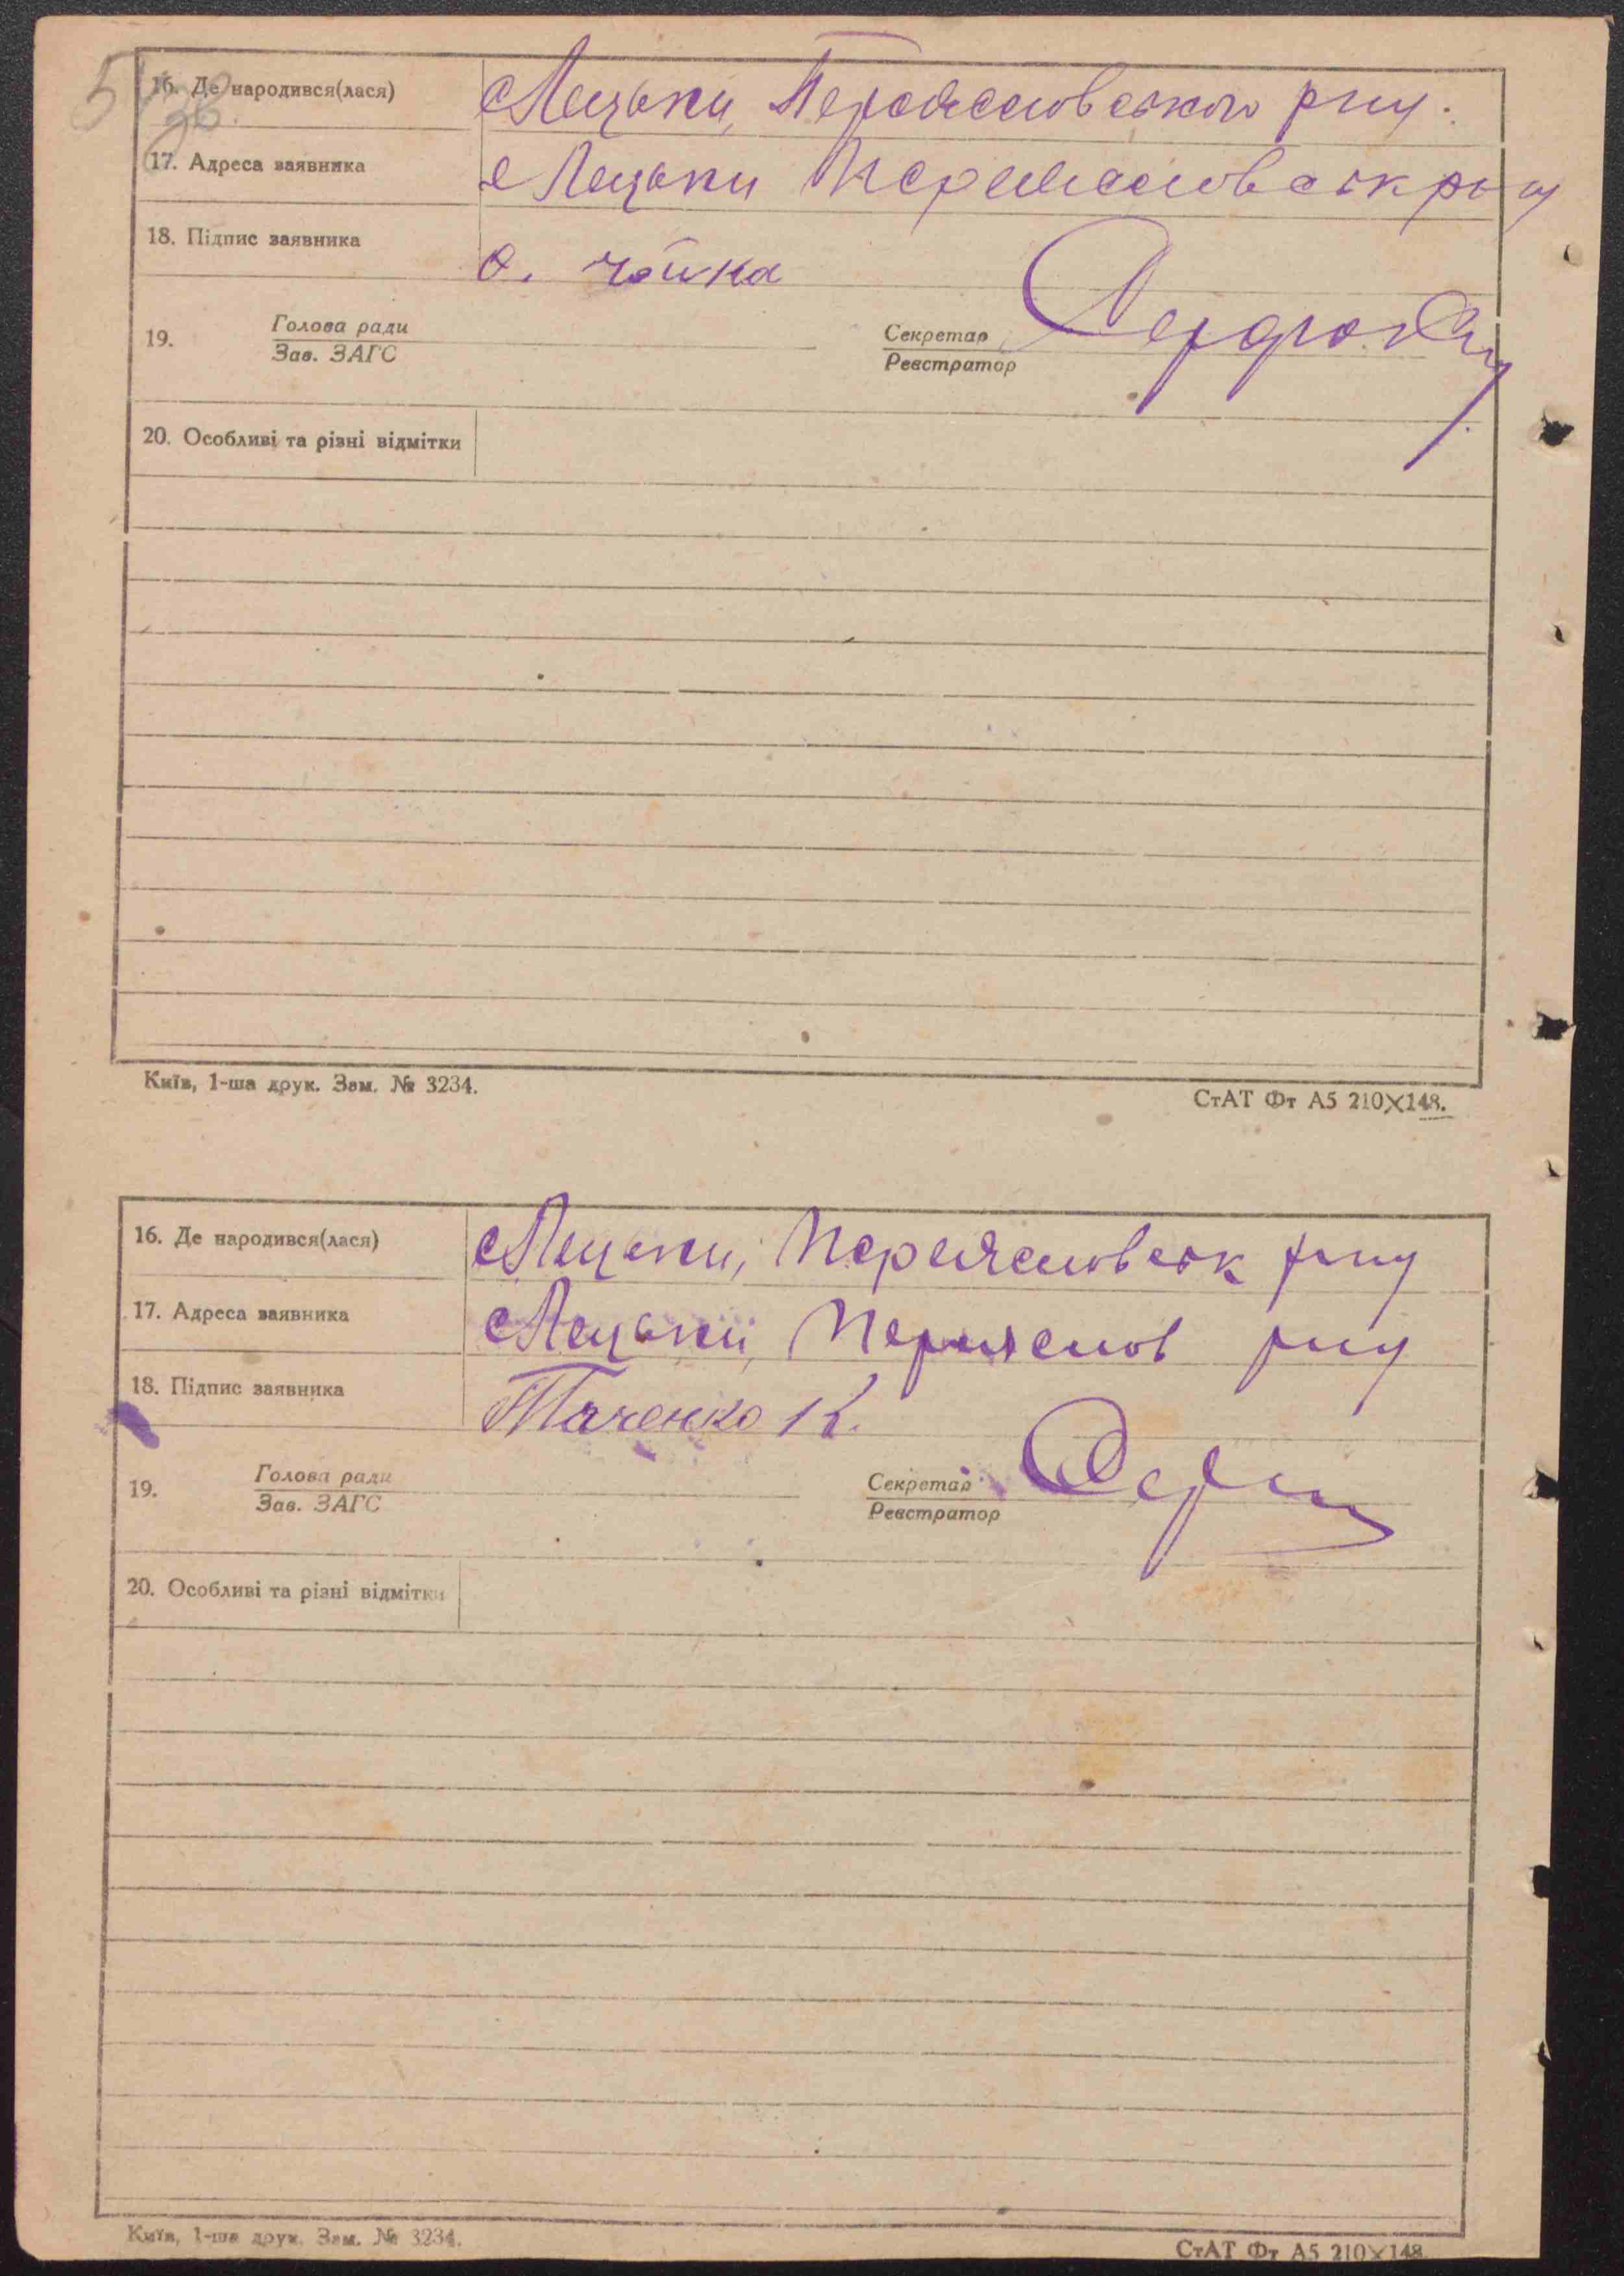 16. Де народився(лася) с Лецьки, Переяславського р-ну.
17. Адреса заявника с Лецьки Переяславськ р-ну
18. Підпис заявника О. Чайка
19. Голова ради Секретар
Зав. ЗАГС Реєстратор
20. Особливі та різні відмітки
Київ, 1-ша друк. Зам. № 3234. СтАТ Фт А5 210×148.
16. Де народився(лася) с Лецьки, Переяславськ р-ну
17. Адреса заявника с Лецьки, Переяслов р-ну
18. Підпис заявника Таченко К.
19. Голова ради Секретар
Зав. ЗАГС Реєстратор
20. Особливі та різні відмітки
Київ, 1-ша друк. Зам. № 3234. СтАТ Фт А5 210×148.